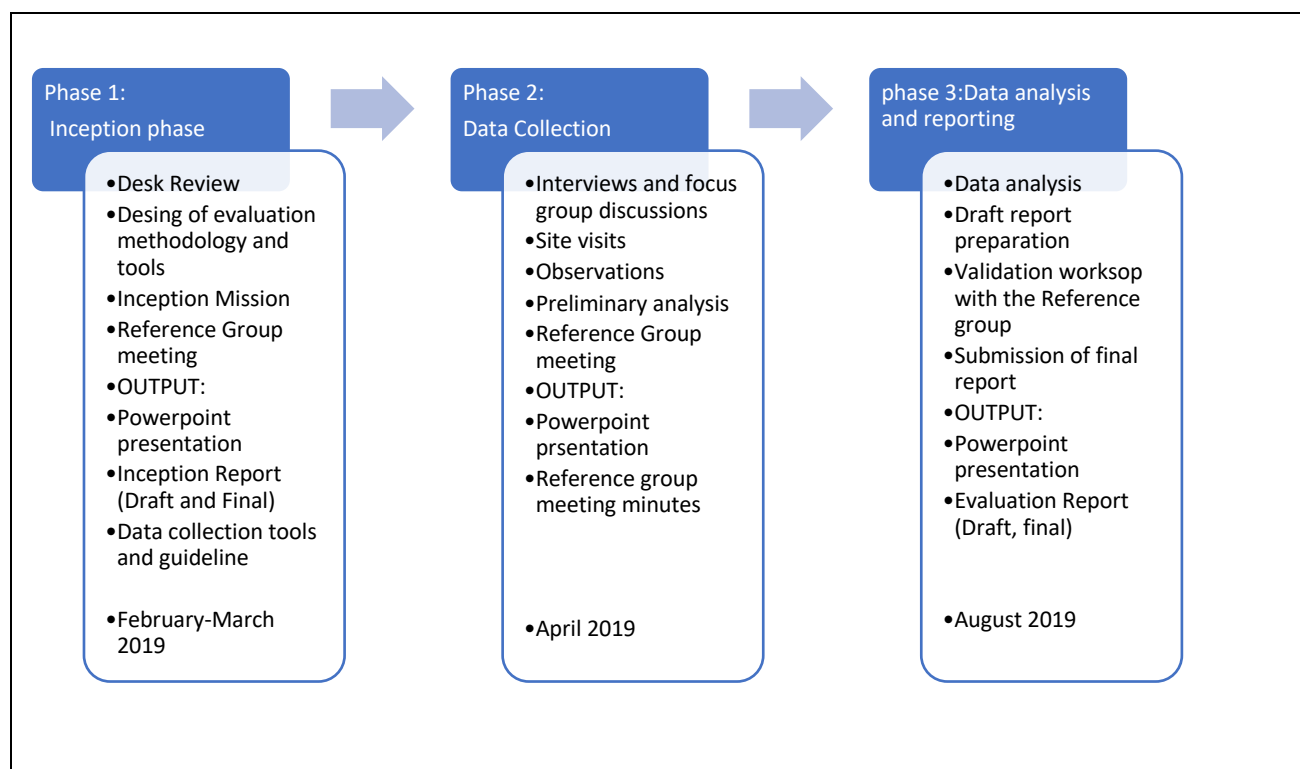 Phase 1:
Inception phase
•Desk Review
•Desing of evaluation
methodology and
tools
•Inception Mission
•Reference Group
meeting
•OUTPUT:
•Powerpoint
presentation
•Inception Report
(Draft and Final)
•Data collection tools
and guideline
•February-March
2019
Phase 2:
Data Collection
•Interviews and focus
group discussions
•Site visits
•Observations
•Preliminary analysis
•Reference Group
meeting
•OUTPUT:
•Powerpoint
prsentation
•Reference group
meeting minutes
•April 2019
phase 3:Data analysis
and reporting
•Data analysis
•Draft report
preparation
•Validation worksop
with the Reference
group
•Submission of final
report
•OUTPUT:
•Powerpoint
presentation
•Evaluation Report
(Draft, final)
•August 2019